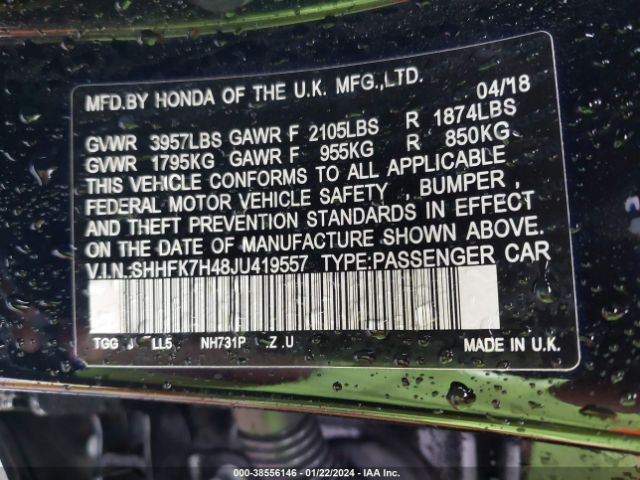 MFD.BY HONDA OF THE U.K. MFG.,LTD. 04/18
GVWR 3957LBS GAWR F 2105LBS R 1874LBS
GVWR 1795KG GAWR F 955KG R 850KG
THIS VEHICLE CONFORMS TO ALL APPLICABLE
FEDERAL MOTOR VEHICLE SAFETY , BUMPER ,
AND THEFT PREVENTION STANDARDS IN EFFECT
ON THE DATE OF MANUFACTURE SHOWN ABOVE.
V.I.N.:SHHFK7H48JU419557 TYPE:PASSENGER CAR
TGG J LL5 NH731P .Z .U MADE IN U.K.
000-38556146 - 01/22/2024 - IAA Inc.